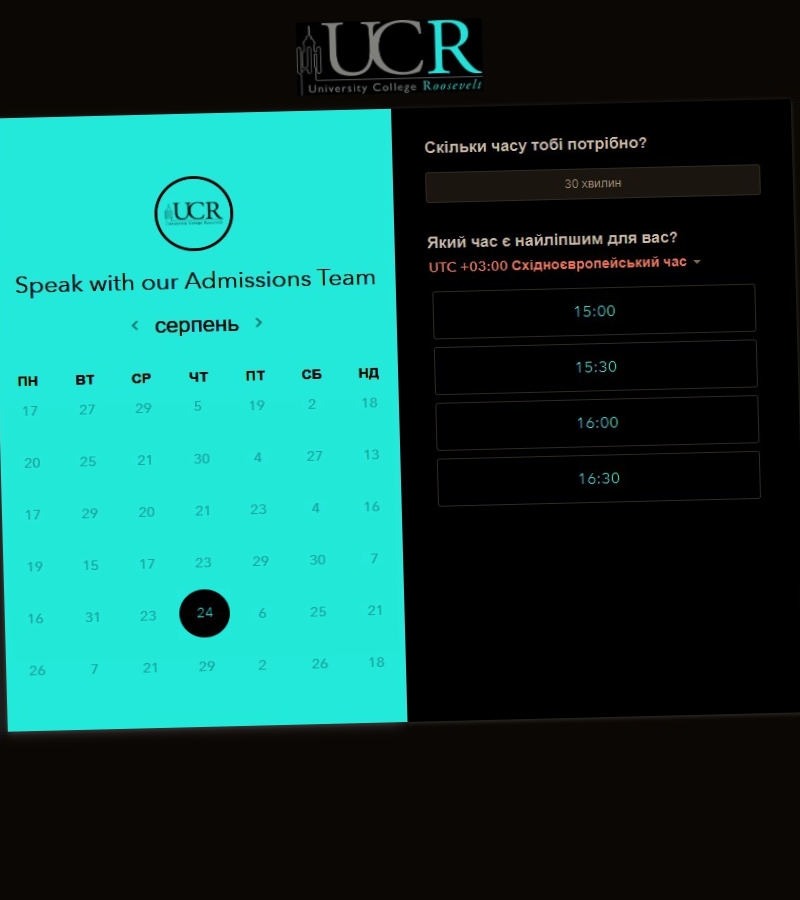 UCR
University College Roosevelt
UCR
Speak with our Admissions Team
серпень
ПН ВТ СР ЧТ ПТ СБ НД
17 27 29 5 19 2 18
20 25 21 30 4 27 13
17 29 20 21 23 4 16
19 15 17 23 29 30 7
16 31 23 24 6 25 21
26 7 21 29 2 26 18
Скільки часу тобі потрібно?
30 хвилин
Який час є найліпшим для вас?
UTC +03:00 Східноєвропейський час
15:00
15:30
16:00
16:30